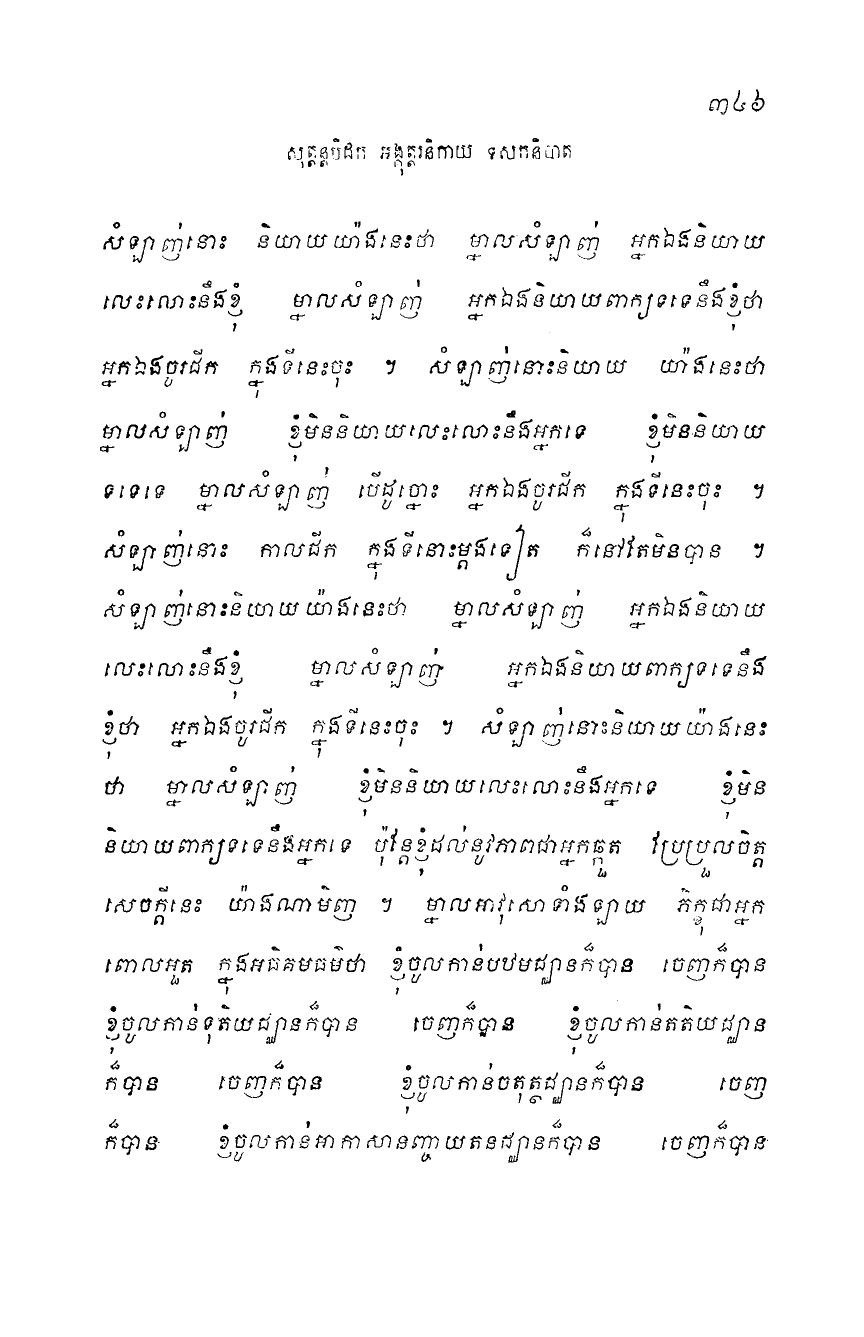 ៣៤៦
សុត្តន្តបិដក អង្គុត្តរនិកាយ ទសកនិបាត
សំឡាញ់នោះ និយាយយ៉ាងនេះថា ម្នាលសំឡាញ់ អ្នកឯងនិយាយ
លេះលោះនឹងខ្ញុំ ម្នាលសំឡាញ់ អ្នកឯងនិយាយពាក្យទទេនឹងខ្ញុំថា
អ្នកឯងចូរជីក ក្នុងទីនេះចុះ ។ សំឡាញ់នោះនិយាយ យ៉ាងនេះថា
ម្នាលសំឡាញ់ ខ្ញុំមិននិយាយលេះលោះនឹងអ្នកទេ ខ្ញុំមិននិយាយ
ទទេទេ ម្នាលសំឡាញ់ បើដូច្នោះ អ្នកឯងចូរជីក ក្នុងទីនេះចុះ ។
សំឡាញ់នោះ កាលជីក ក្នុងទីនោះម្តងទៀត ក៏នៅតែមិនបាន ។
សំឡាញ់នោះនិយាយយ៉ាងនេះថា ម្នាលសំឡាញ់ អ្នកឯងនិយាយ
លេះលោះនឹងខ្ញុំ ម្នាលសំឡាញ់ អ្នកឯងនិយាយពាក្យទទេនឹង
ខ្ញុំថា អ្នកឯងចូរជីក ក្នុងទីនេះចុះ ។ សំឡាញ់នោះនិយាយយ៉ាងនេះ
ថា ម្នាលសំឡាញ់ ខ្ញុំមិននិយាយលេះលោះនឹងអ្នកទេ ខ្ញុំមិន
និយាយពាក្យទទេនឹងអ្នកទេ ប៉ុន្តែខ្ញុំដល់នូវភាពជាអ្នកឆ្កួត ប្រែប្រួលចិត្ត
សេចក្តីនេះ យ៉ាងណាមិញ ។ ម្នាលអាវុសោទាំងឡាយ ភិក្ខុជាអ្នក
ពោលអួត ក្នុងអធិគមធម៌ថា ខ្ញុំចូលកាន់បឋមជ្ឈានក៏បាន ចេញក៏បាន
ខ្ញុំចូលកាន់ទុតិយជ្ឈានក៏បាន ចេញក៏បាន ខ្ញុំចូលកាន់តតិយជ្ឈាន
ក៏បាន ចេញក៏បាន ខ្ញុំចូលកាន់ចតុត្ថជ្ឈានក៏បាន ចេញ
ក៏បាន ខ្ញុំចូលកាន់អាកាសានញ្ចាយតនជ្ឈានក៏បាន ចេញក៏បាន